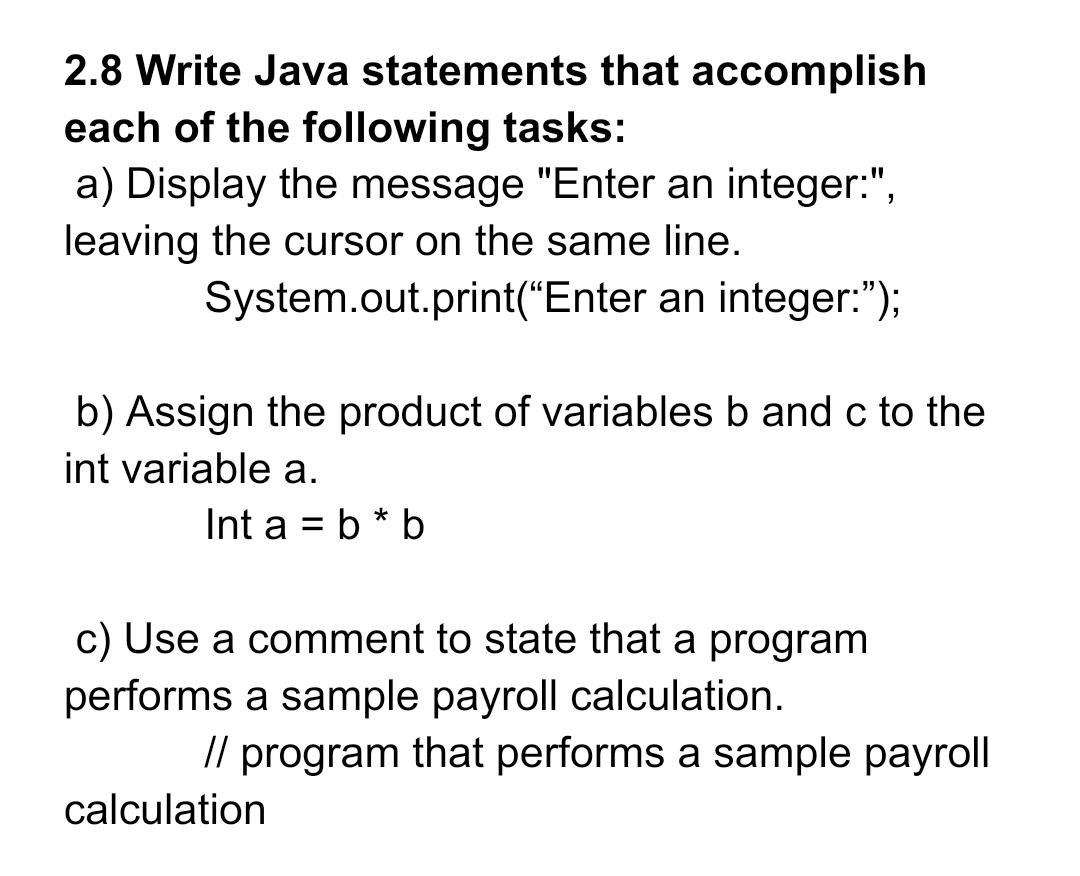 2.8 Write Java statements that accomplish
each of the following tasks:
a) Display the message "Enter an integer:",
leaving the cursor on the same line.
System.out.print(“Enter an integer:”);
b) Assign the product of variables b and c to the
int variable a.
Int a = b * b
c) Use a comment to state that a program
performs a sample payroll calculation.
// program that performs a sample payroll
calculation